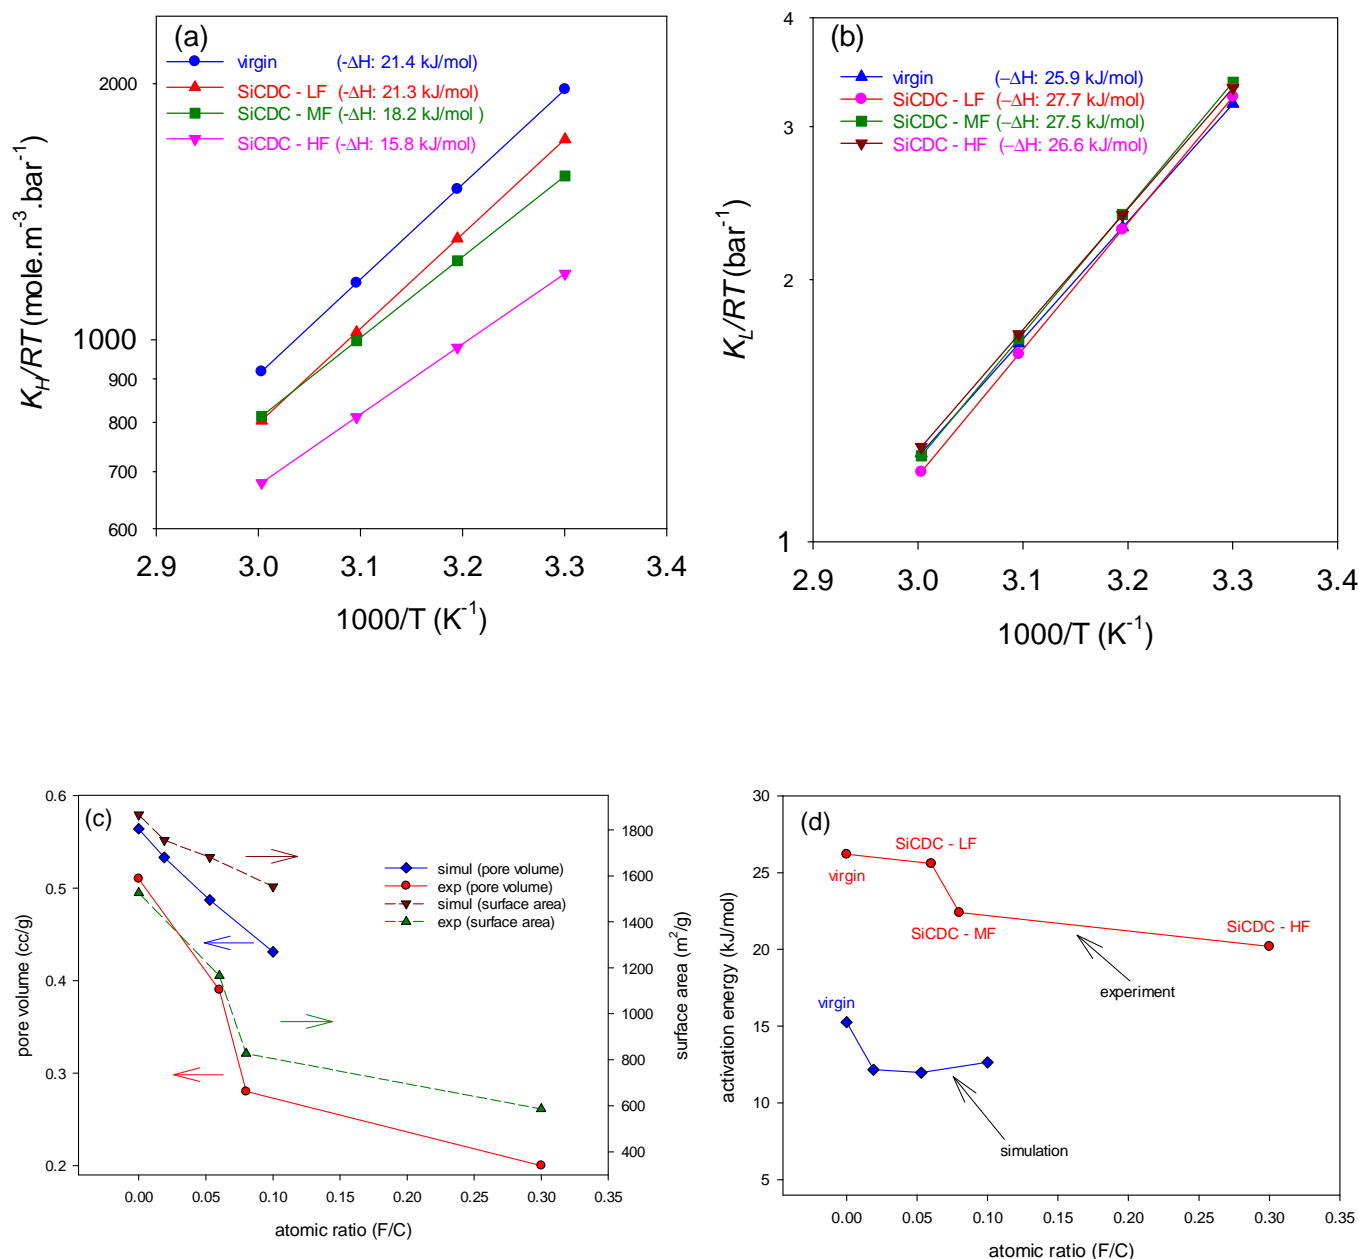 (a)
virgin (-ΔH: 21.4 kJ/mol)
SiCDC - LF (-ΔH: 21.3 kJ/mol)
SiCDC - MF (-ΔH: 18.2 kJ/mol )
SiCDC - HF (-ΔH: 15.8 kJ/mol)
K_H/RT (mole.m⁻³.bar⁻¹)
2000
1000
900
800
700
600
2.9 3.0 3.1 3.2 3.3 3.4
1000/T (K⁻¹)
(b)
virgin (−ΔH: 25.9 kJ/mol)
SiCDC - LF (−ΔH: 27.7 kJ/mol)
SiCDC - MF (−ΔH: 27.5 kJ/mol)
SiCDC - HF (−ΔH: 26.6 kJ/mol)
K_L/RT (bar⁻¹)
4
3
2
1
2.9 3.0 3.1 3.2 3.3 3.4
1000/T (K⁻¹)
(c)
simul (pore volume)
exp (pore volume)
simul (surface area)
exp (surface area)
pore volume (cc/g)
0.6
0.5
0.4
0.3
0.2
surface area (m²/g)
1800
1600
1400
1200
1000
800
600
400
0.00 0.05 0.10 0.15 0.20 0.25 0.30 0.35
atomic ratio (F/C)
(d)
activation energy (kJ/mol)
30
25
20
15
10
5
SiCDC - LF
virgin
SiCDC - MF
SiCDC - HF
experiment
virgin
simulation
0.00 0.05 0.10 0.15 0.20 0.25 0.30 0.35
atomic ratio (F/C)